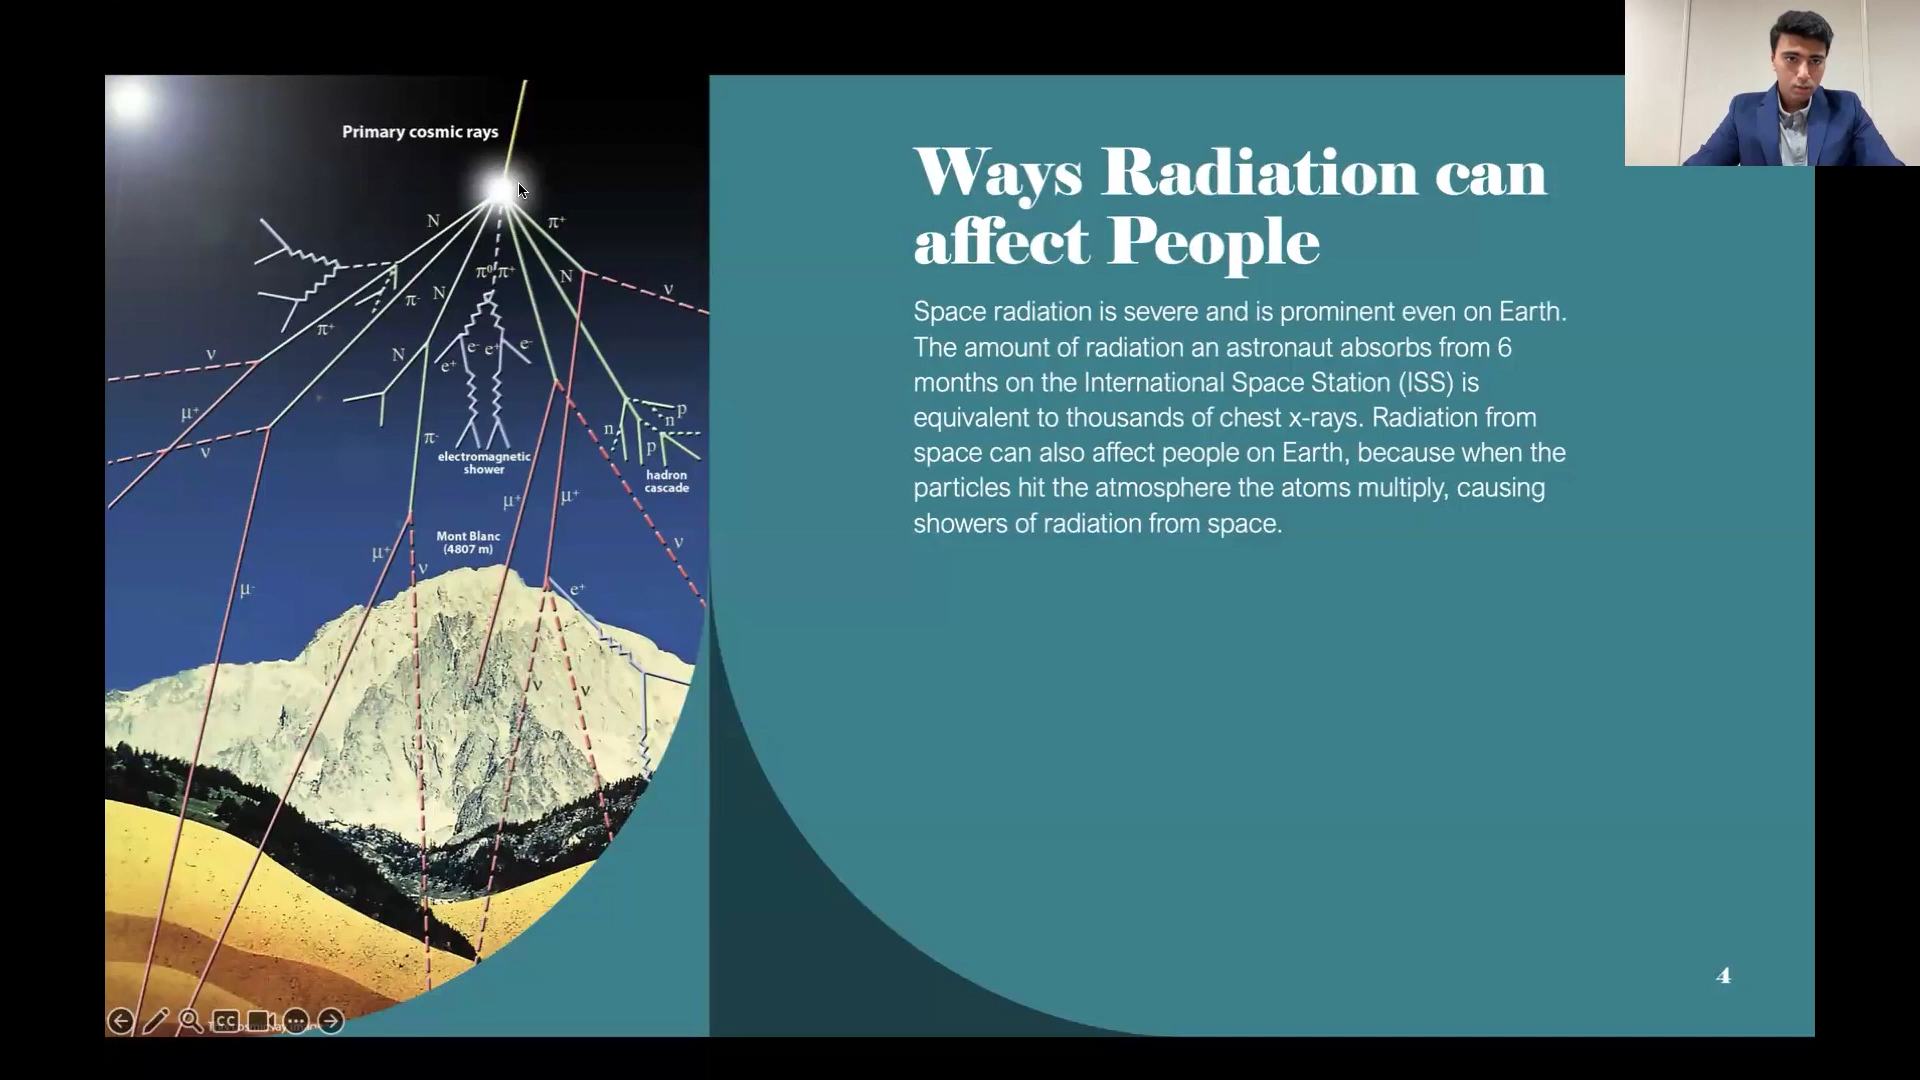 Primary cosmic rays
N
π⁺
π⁰
π⁺
N
ν
π⁻
N
π⁺
ν
N
e⁻
e⁺
e⁻
e⁺
μ⁺
ν
π⁻
n
p
n
p
electromagnetic
shower
hadron
cascade
μ⁺
μ⁺
Mont Blanc
(4807 m)
μ⁺
ν
ν
μ⁻
e⁺
ν
ν
Ways Radiation can
affect People
Space radiation is severe and is prominent even on Earth.
The amount of radiation an astronaut absorbs from 6
months on the International Space Station (ISS) is
equivalent to thousands of chest x-rays. Radiation from
space can also affect people on Earth, because when the
particles hit the atmosphere the atoms multiply, causing
showers of radiation from space.
4
CC